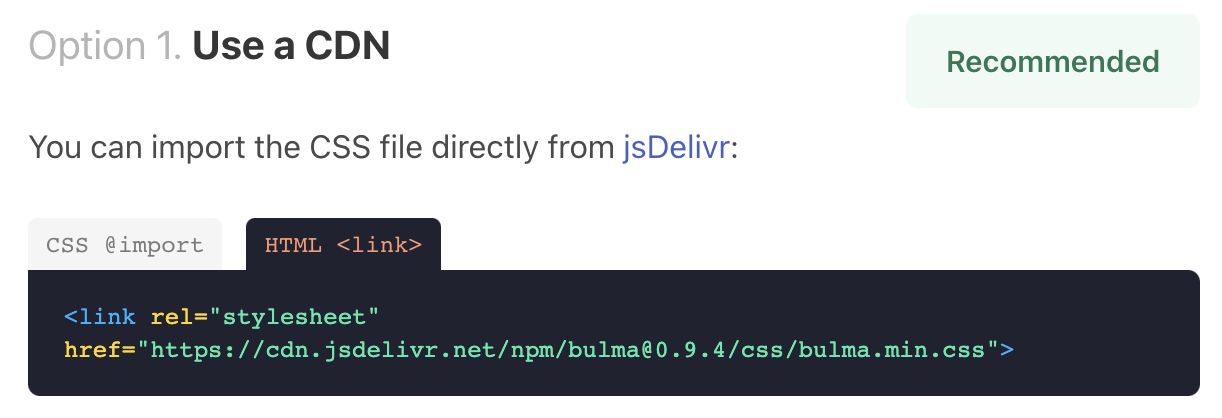 Option 1. Use a CDN
Recommended
You can import the CSS file directly from jsDelivr:
CSS @import
HTML <link>
<link rel="stylesheet"
href="https://cdn.jsdelivr.net/npm/bulma@0.9.4/css/bulma.min.css">